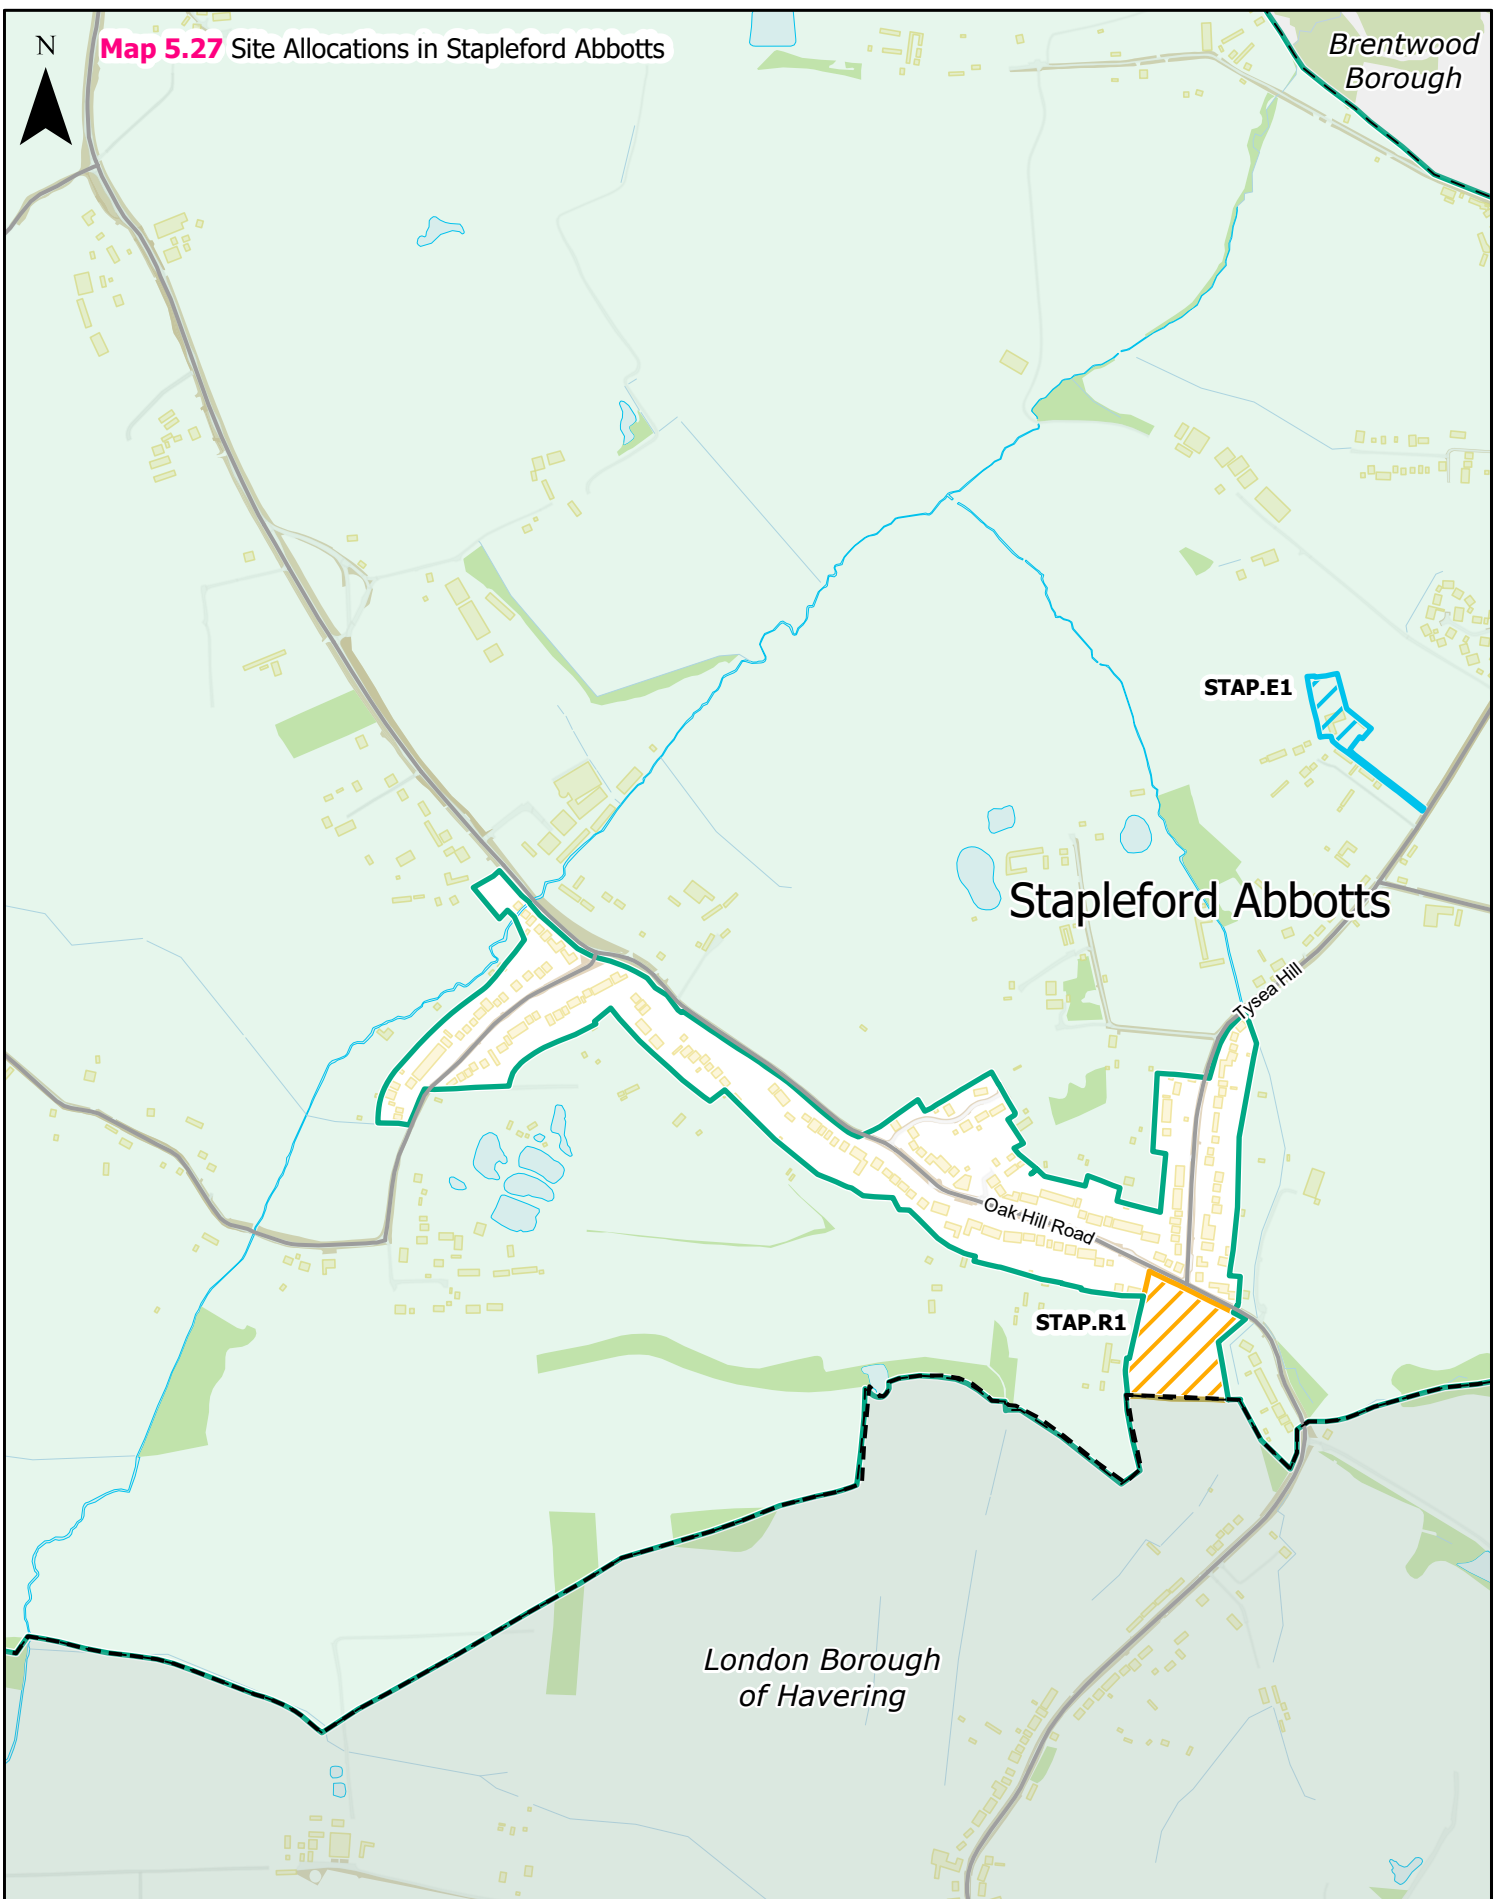 N
Map 5.27 Site Allocations in Stapleford Abbotts
Brentwood
Borough
STAP.E1
Stapleford Abbotts
Tysea Hill
Oak Hill Road
STAP.R1
London Borough
of Havering